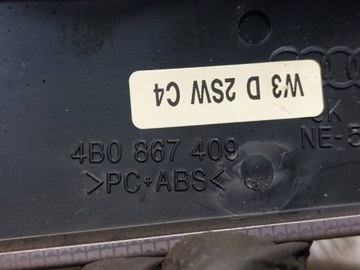 W3 D 2SW C4
4B0 867 409
>PC+ABS<
NE-5